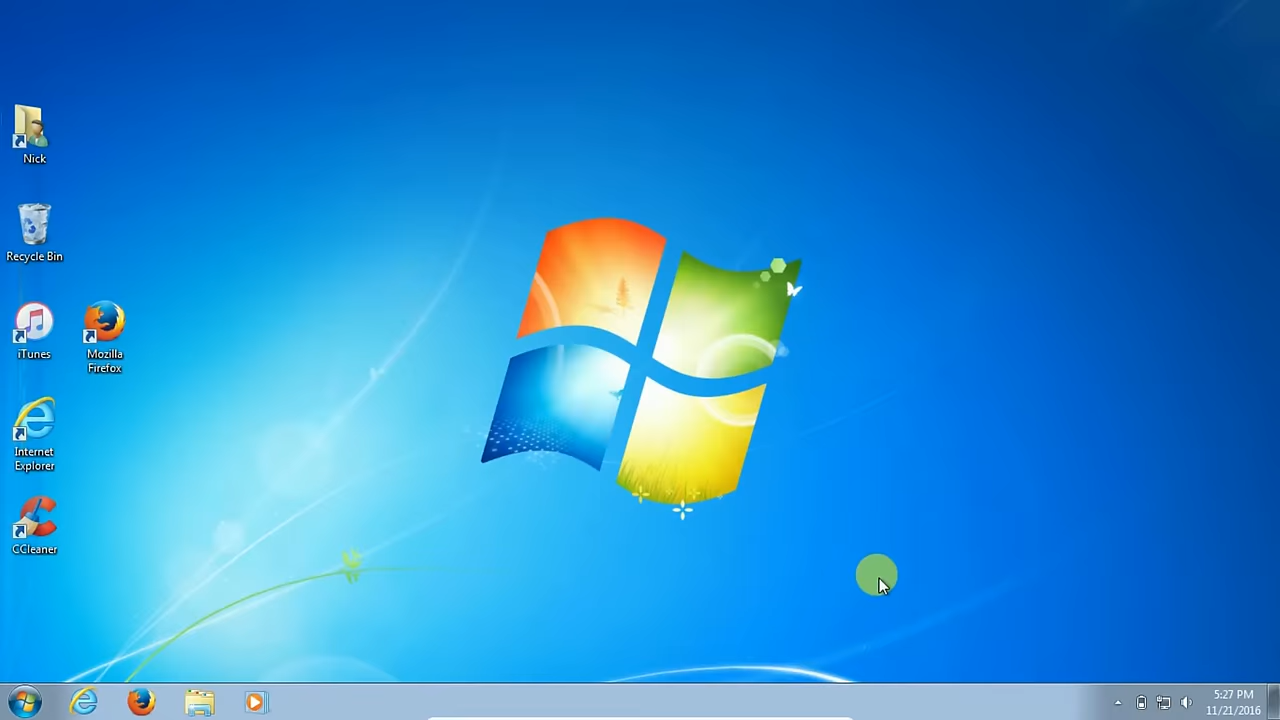 Nick
Recycle Bin
iTunes
Mozilla
Firefox
Internet
Explorer
CCleaner
5:27 PM
11/21/2016